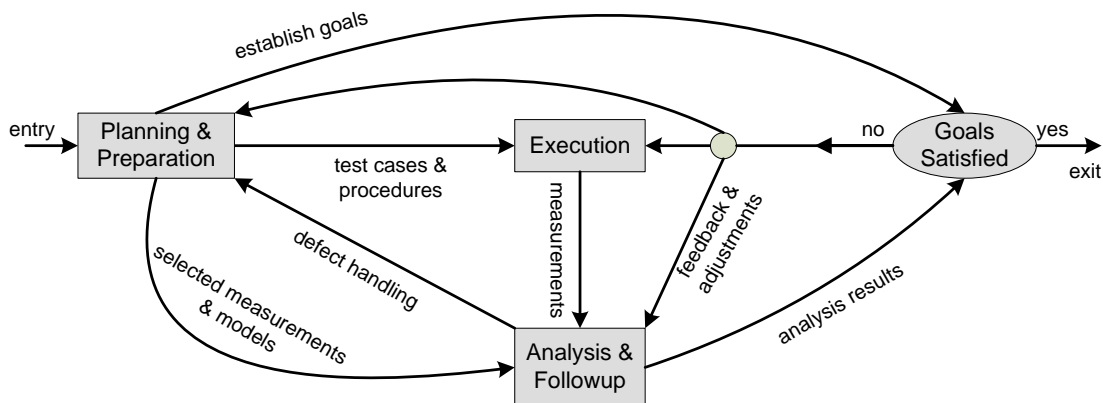 establish goals
entry
Planning &
Preparation
test cases &
procedures
Execution
no
Goals
Satisfied
yes
exit
measurements
feedback &
adjustments
defect handling
selected measurements
& models
analysis results
Analysis &
Followup